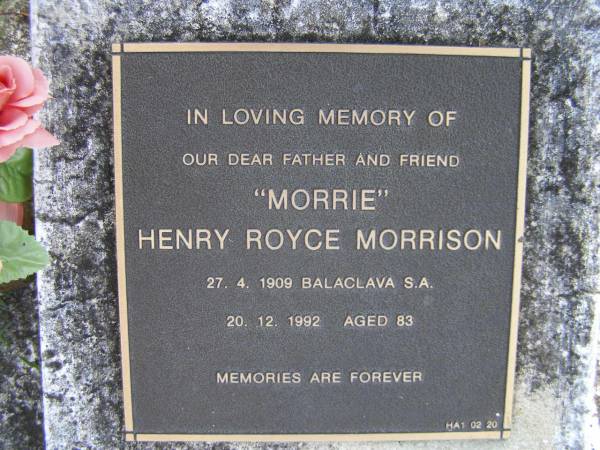 IN LOVING MEMORY OF
OUR DEAR FATHER AND FRIEND
"MORRIE"
HENRY ROYCE MORRISON
27. 4. 1909 BALACLAVA S.A.
20. 12. 1992 AGED 83
MEMORIES ARE FOREVER
HA1 02 20